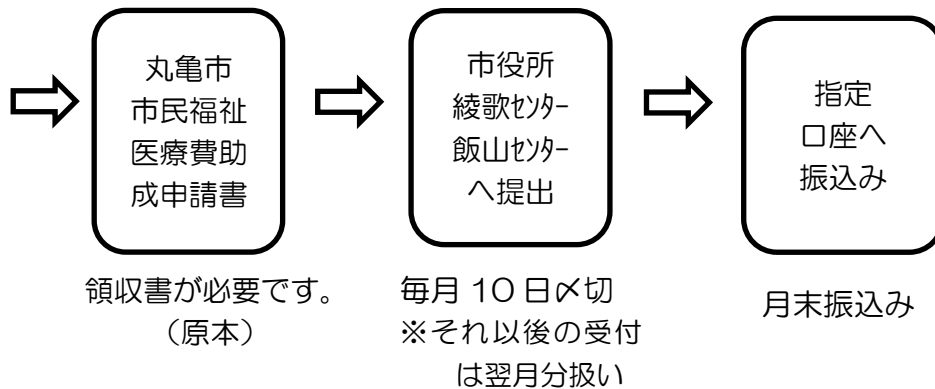 丸亀市
市民福祉
医療費助
成申請書
領収書が必要です。
（原本）
市役所
綾歌ｾﾝﾀｰ
飯山ｾﾝﾀｰ
へ提出
毎月10日〆切
※それ以後の受付
は翌月分扱い
指定
口座へ
振込み
月末振込み